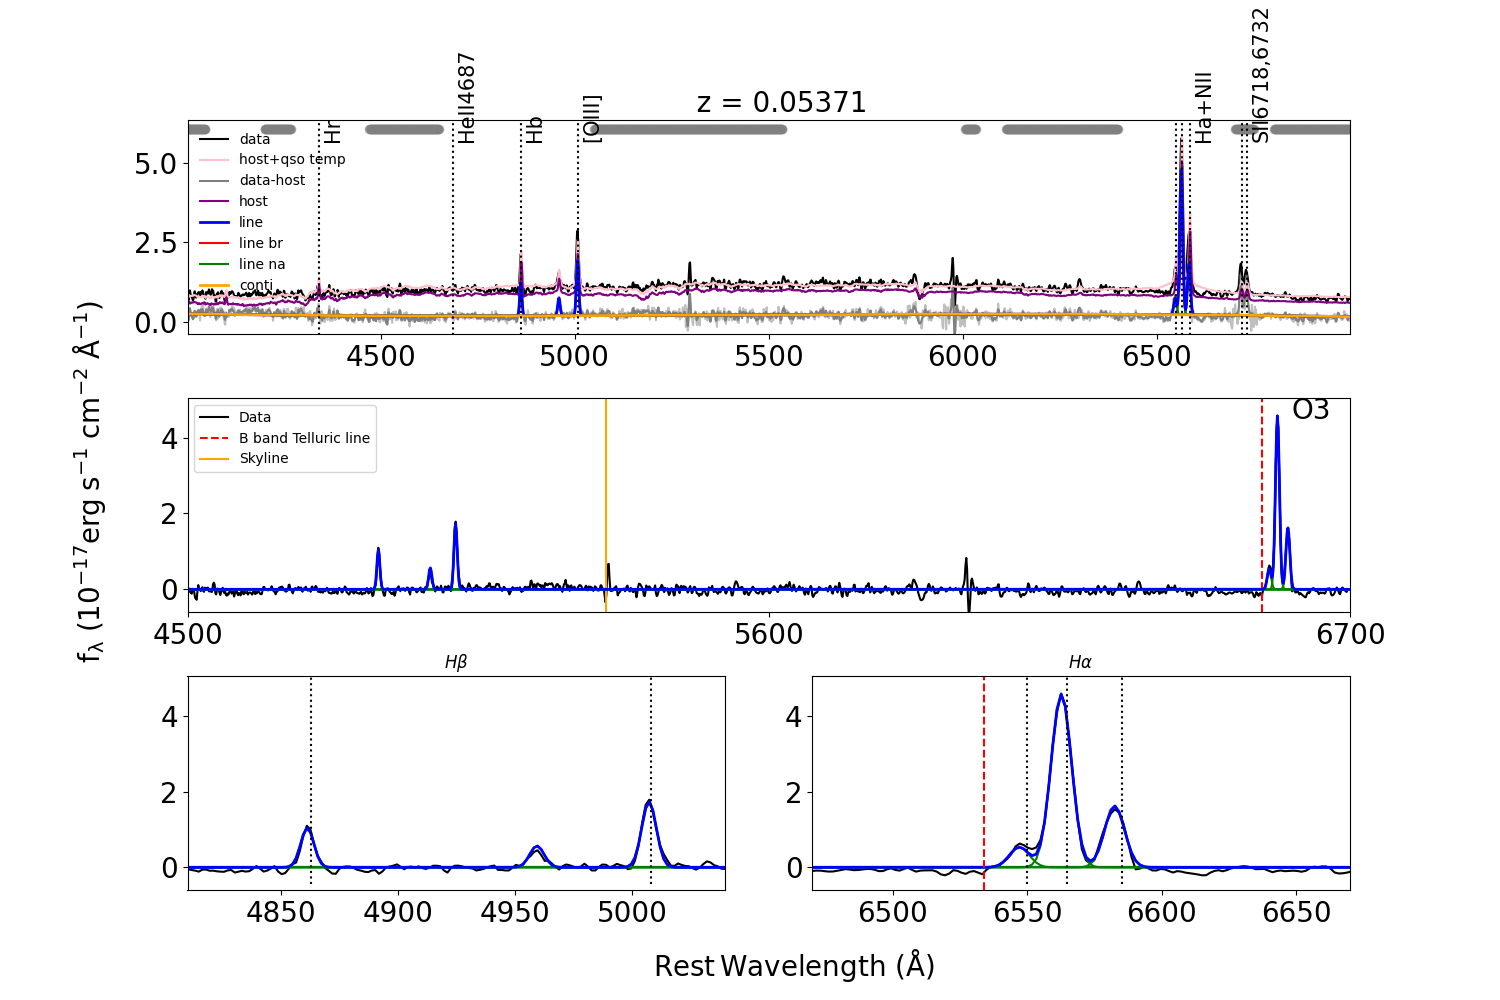 z = 0.05371
Hr
HeII4687
Hb
[OIII]
Ha+NII
SII6718,6732
data
host+qso temp
data-host
host
line
line br
line na
conti
5.0
2.5
0.0
4500
5000
5500
6000
6500
fλ (10⁻¹⁷erg s⁻¹ cm⁻² Å⁻¹)
Data
B band Telluric line
Skyline
O3
4
2
0
4500
5600
6700
Hβ
4
2
0
4850
4900
4950
5000
Hα
4
2
0
6500
6550
6600
6650
Rest Wavelength (Å)